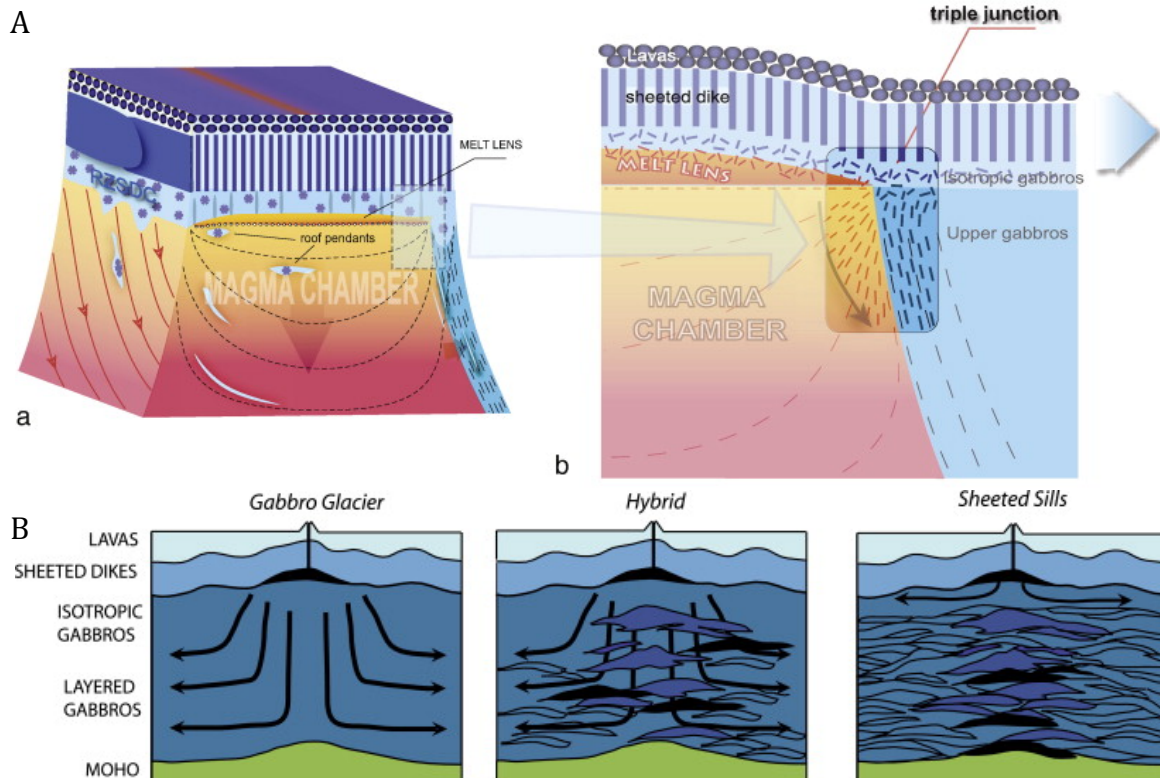 A
triple junction
Lavas
sheeted dike
MELT LENS
MELT LENS
RZSDC
Isotropic gabbros
roof pendants
Upper gabbros
MAGMA CHAMBER
MAGMA
CHAMBER
a
b
B
Gabbro Glacier
Hybrid
Sheeted Sills
LAVAS
SHEETED DIKES
ISOTROPIC
GABBROS
LAYERED
GABBROS
MOHO